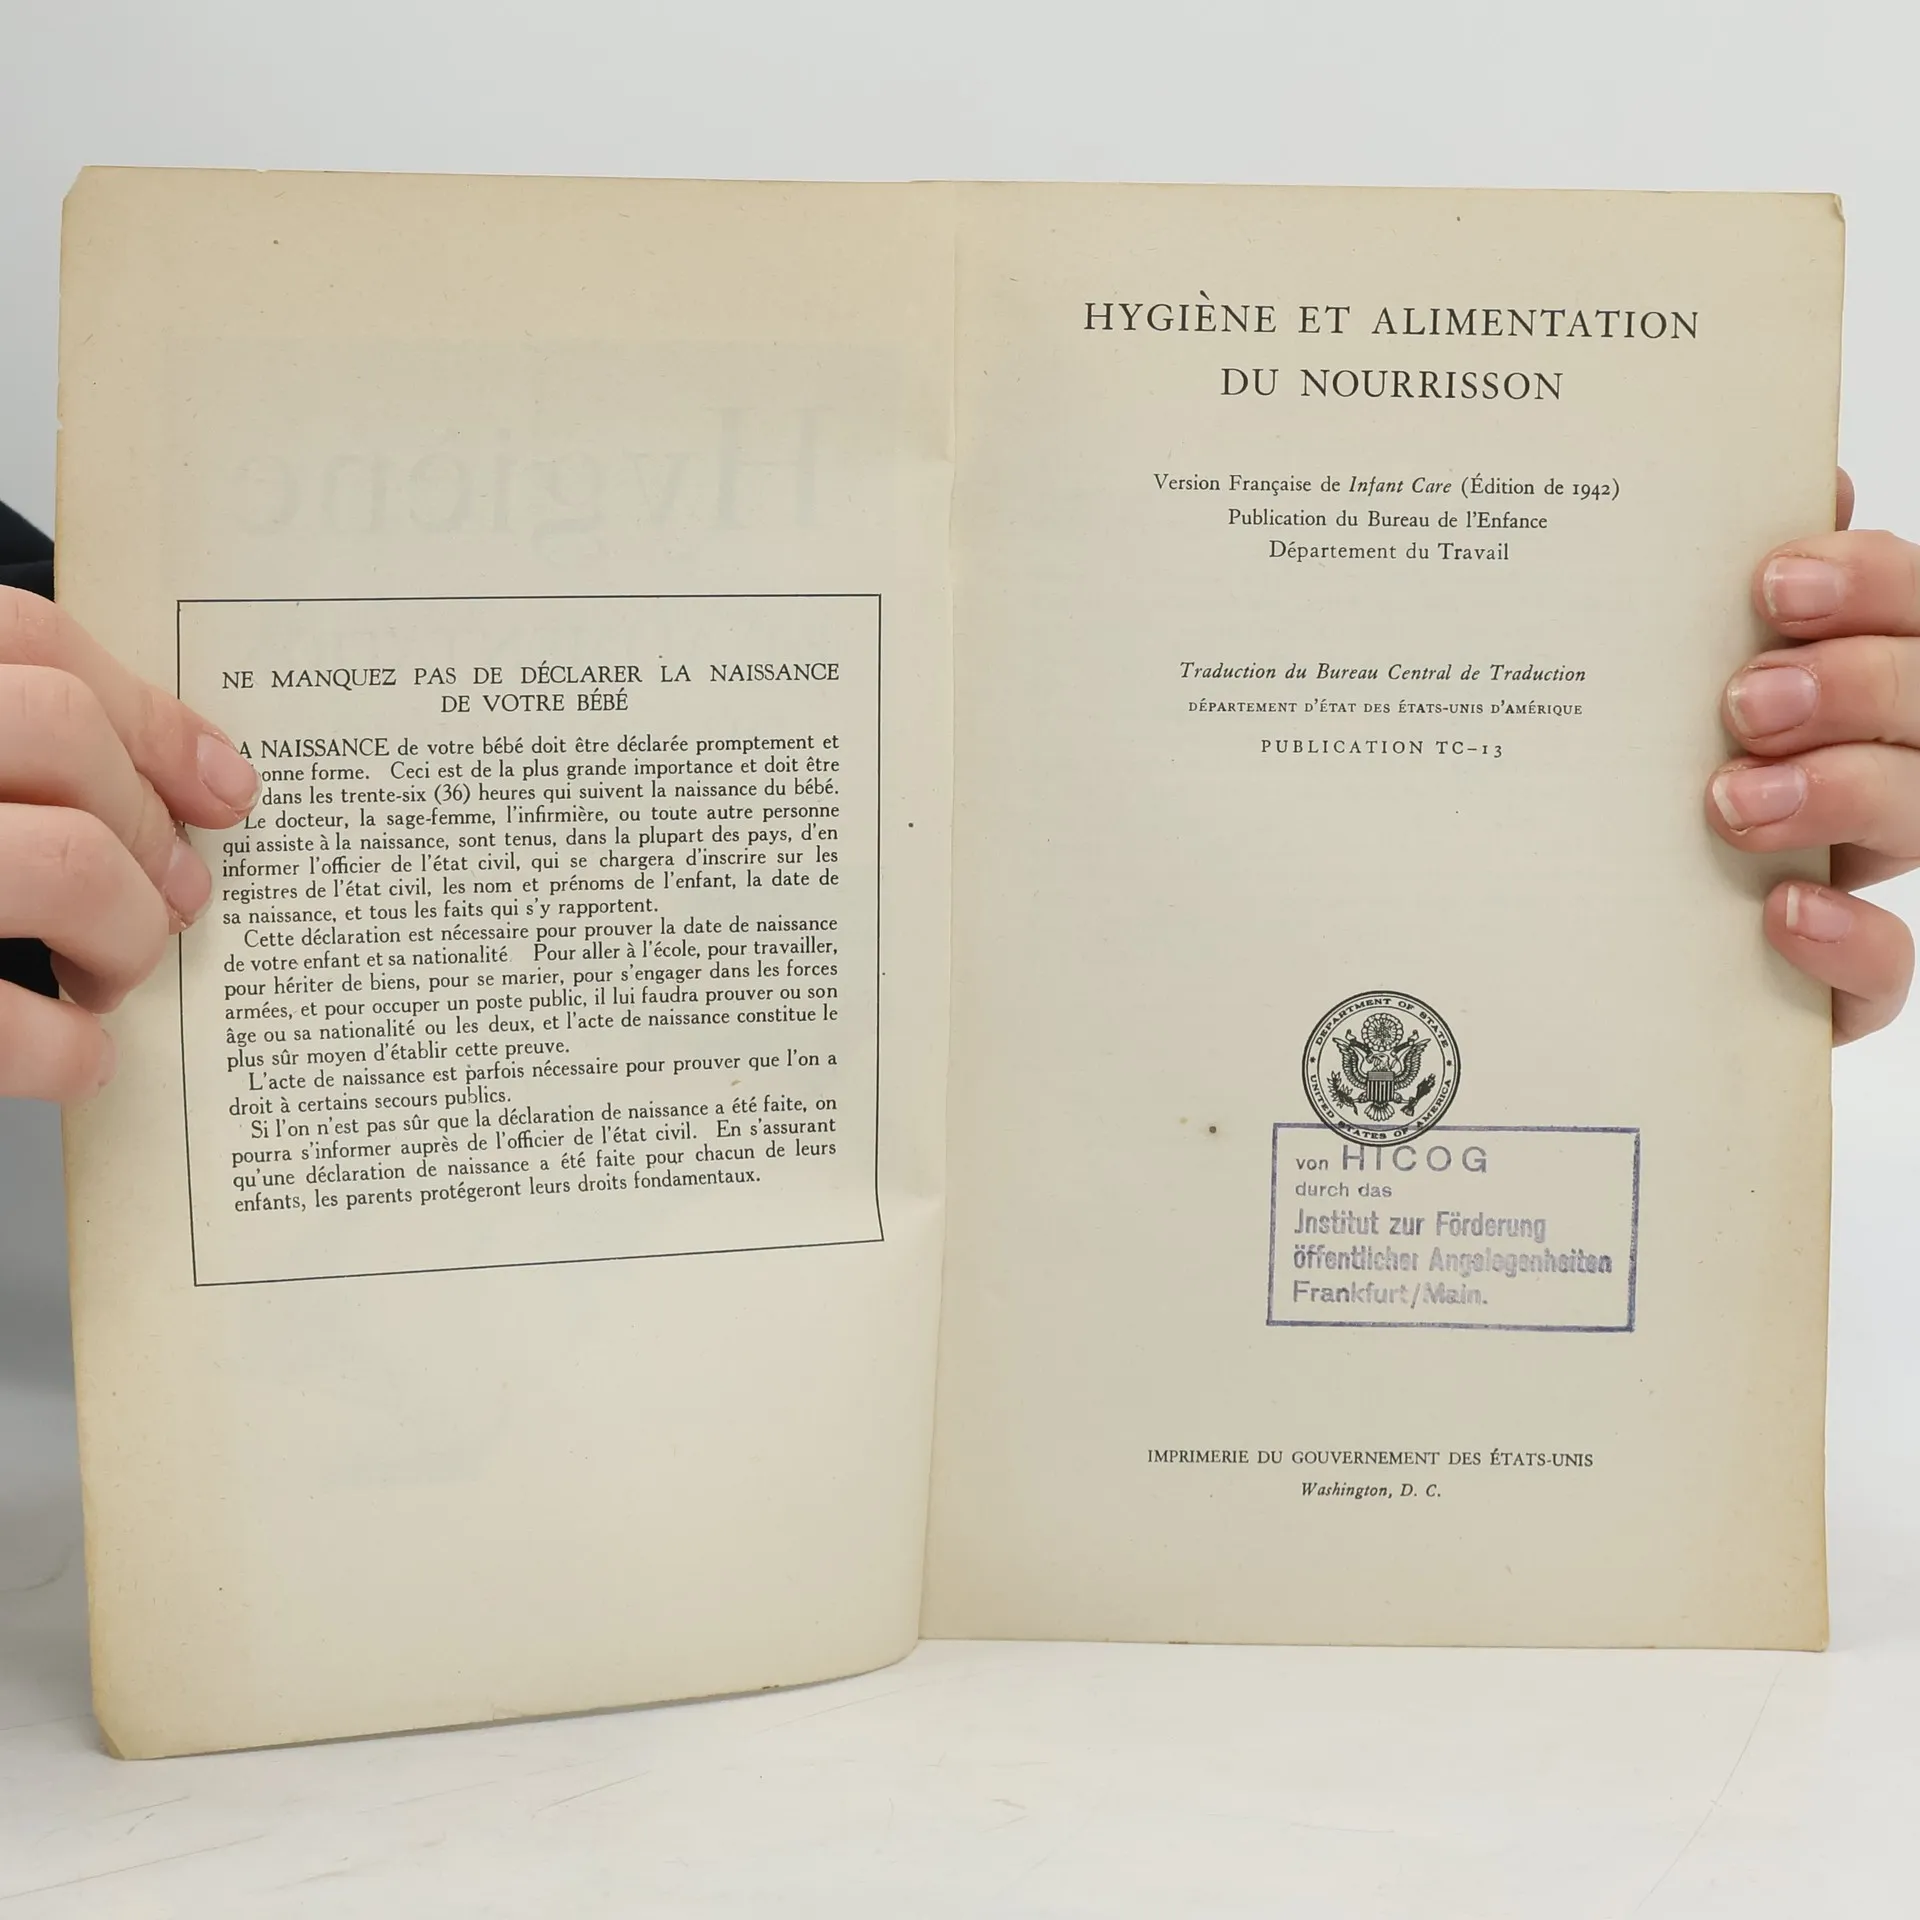 NE MANQUEZ PAS DE DÉCLARER LA NAISSANCE
DE VOTRE BÉBÉ
A NAISSANCE de votre bébé doit être déclarée promptement et
onne forme. Ceci est de la plus grande importance et doit être
dans les trente-six (36) heures qui suivent la naissance du bébé.
Le docteur, la sage-femme, l'infirmière, ou toute autre personne
qui assiste à la naissance, sont tenus, dans la plupart des pays, d'en
informer l'officier de l'état civil, qui se chargera d'inscrire sur les
registres de l'état civil, les nom et prénoms de l'enfant, la date de
sa naissance, et tous les faits qui s'y rapportent.
Cette déclaration est nécessaire pour prouver la date de naissance
de votre enfant et sa nationalité. Pour aller à l'école, pour travailler,
pour hériter de biens, pour se marier, pour s'engager dans les forces
armées, et pour occuper un poste public, il lui faudra prouver ou son
âge ou sa nationalité ou les deux, et l'acte de naissance constitue le
plus sûr moyen d'établir cette preuve.
L'acte de naissance est parfois nécessaire pour prouver que l'on a
droit à certains secours publics.
Si l'on n'est pas sûr que la déclaration de naissance a été faite, on
pourra s'informer auprès de l'officier de l'état civil. En s'assurant
qu'une déclaration de naissance a été faite pour chacun de leurs
enfants, les parents protégeront leurs droits fondamentaux.
HYGIÈNE ET ALIMENTATION
DU NOURRISSON
Version Française de Infant Care (Édition de 1942)
Publication du Bureau de l'Enfance
Département du Travail
Traduction du Bureau Central de Traduction
DÉPARTEMENT D'ÉTAT DES ÉTATS-UNIS D'AMÉRIQUE
PUBLICATION TC-13
DEPARTMENT OF STATE
UNITED STATES OF AMERICA
von HICOG
durch das
Jnstitut zur Förderung
öffentlicher Angelegenheiten
Frankfurt/Main.
IMPRIMERIE DU GOUVERNEMENT DES ÉTATS-UNIS
Washington, D. C.